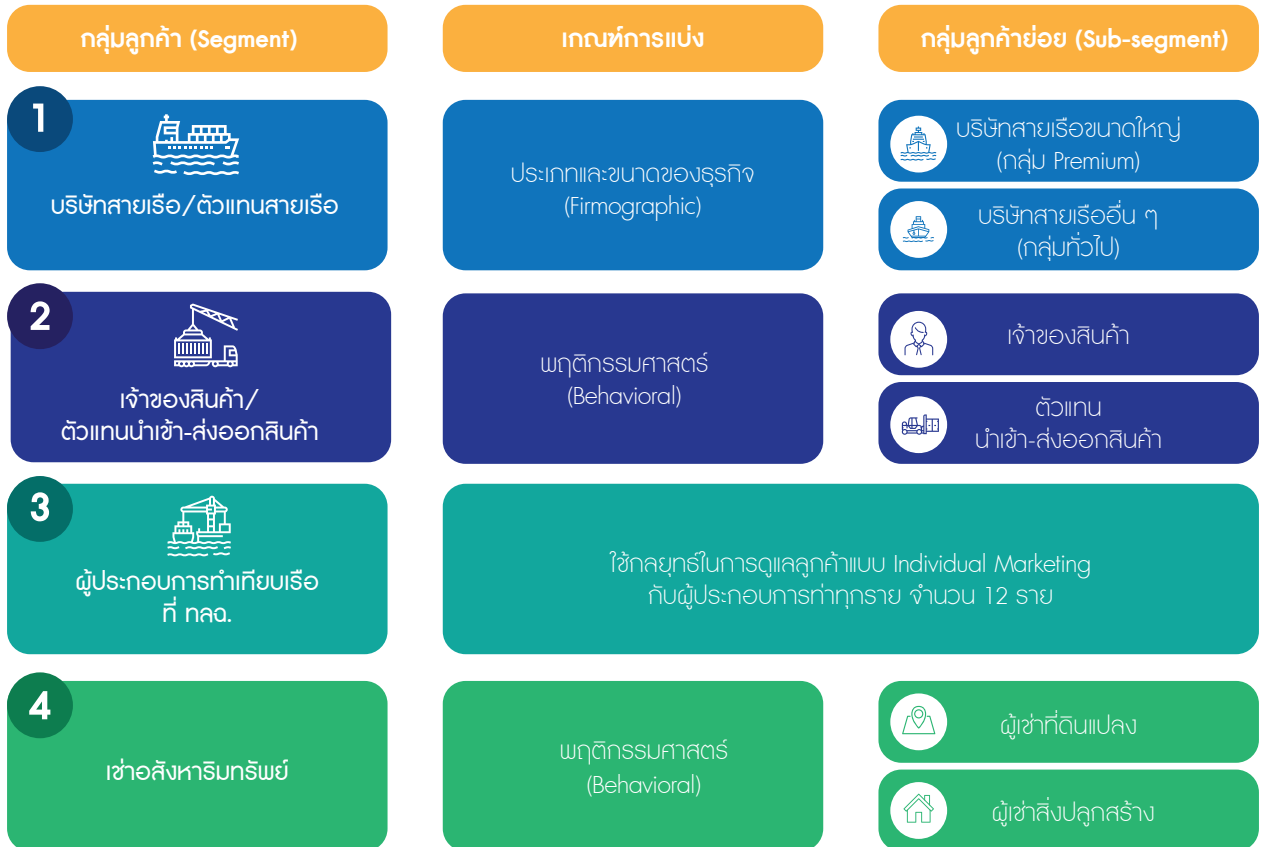 กลุ่มลูกค้า (Segment)
เกณฑ์การแบ่ง
กลุ่มลูกค้าย่อย (Sub-segment)
1
บริษัทสายเรือ/ตัวแทนสายเรือ
ประเภทและขนาดของธุรกิจ
(Firmographic)
บริษัทสายเรือขนาดใหญ่
(กลุ่ม Premium)
บริษัทสายเรืออื่น ๆ
(กลุ่มทั่วไป)
2
เจ้าของสินค้า/
ตัวแทนนำเข้า-ส่งออกสินค้า
พฤติกรรมศาสตร์
(Behavioral)
เจ้าของสินค้า
ตัวแทน
นำเข้า-ส่งออกสินค้า
3
ผู้ประกอบการทำเทียบเรือ
ที่ ทลฉ.
ใช้กลยุทธ์ในการดูแลลูกค้าแบบ Individual Marketing
กับผู้ประกอบการท่าทุกราย จำนวน 12 ราย
4
เช่าอสังหาริมทรัพย์
พฤติกรรมศาสตร์
(Behavioral)
ผู้เช่าที่ดินแปลง
ผู้เช่าสิ่งปลูกสร้าง